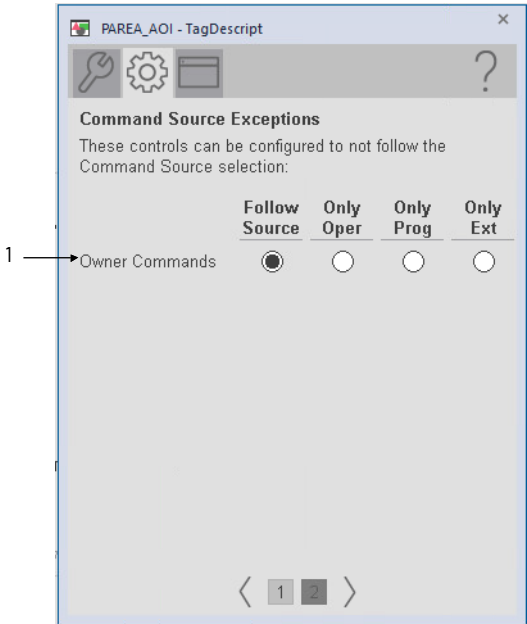 PAREA_AOI - TagDescript
×
?
Command Source Exceptions
These controls can be configured to not follow the
Command Source selection:
Follow Source Only Oper Only Prog Only Ext
1 Owner Commands
1 2